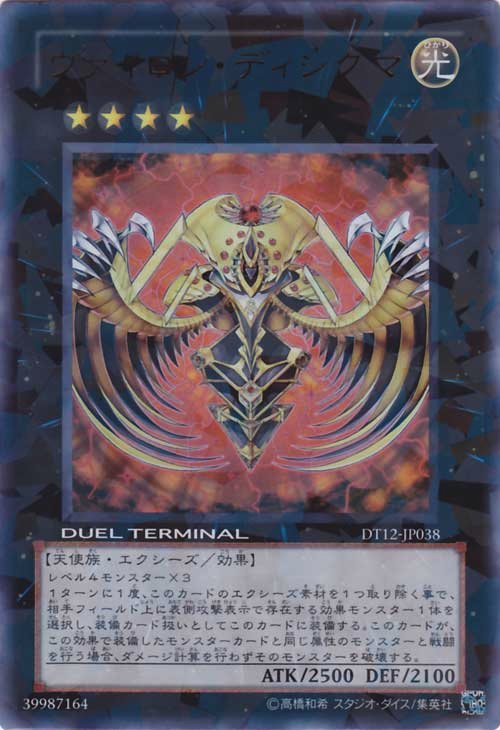 ヴァイロン・ディシグマ
光
ひかり
DUEL TERMINAL
DT12-JP038
【天使族・エクシーズ/効果】
レベル4モンスター×3
1ターンに1度、このカードのエクシーズ素材を1つ取り除く事で、
相手フィールド上に表側攻撃表示で存在する効果モンスター1体を
選択し、装備カード扱いとしてこのカードに装備する。このカードが、
この効果で装備したモンスターカードと同じ属性のモンスターと戦闘
を行う場合、ダメージ計算を行わずそのモンスターを破壊する。
ATK/2500 DEF/2100
39987164
©高橋和希 スタジオ・ダイス/集英社